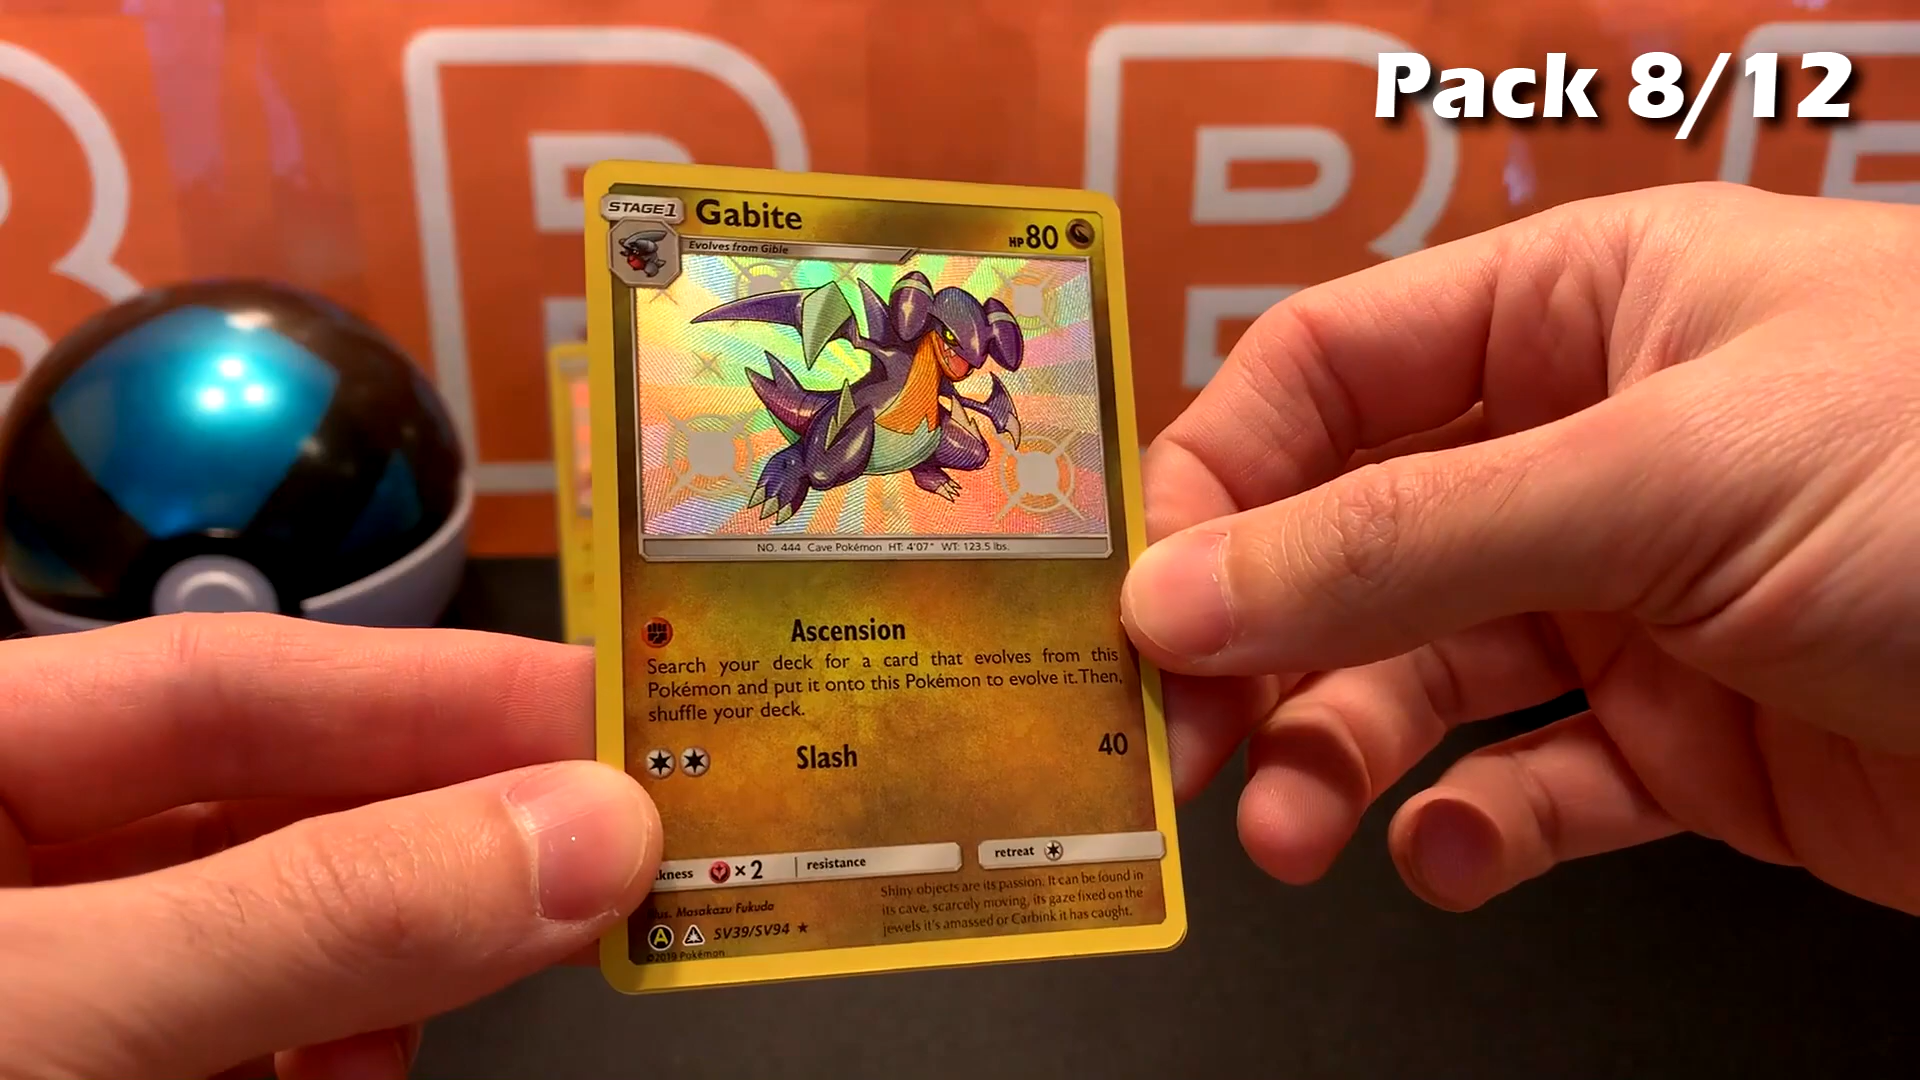 Pack 8/12
STAGE1 Gabite HP80
Evolves from Gible
NO. 444 Cave Pokémon HT: 4'07" WT: 123.5 lbs.
Ascension
Search your deck for a card that evolves from this
Pokémon and put it onto this Pokémon to evolve it. Then,
shuffle your deck.
Slash 40
kness ×2 resistance retreat
Shiny objects are its passion. It can be found in
its cave, scarcely moving, its gaze fixed on the
jewels it's amassed or Carbink it has caught.
Illus. Masakazu Fukuda
A SV39/SV94 ★
©2019 Pokémon